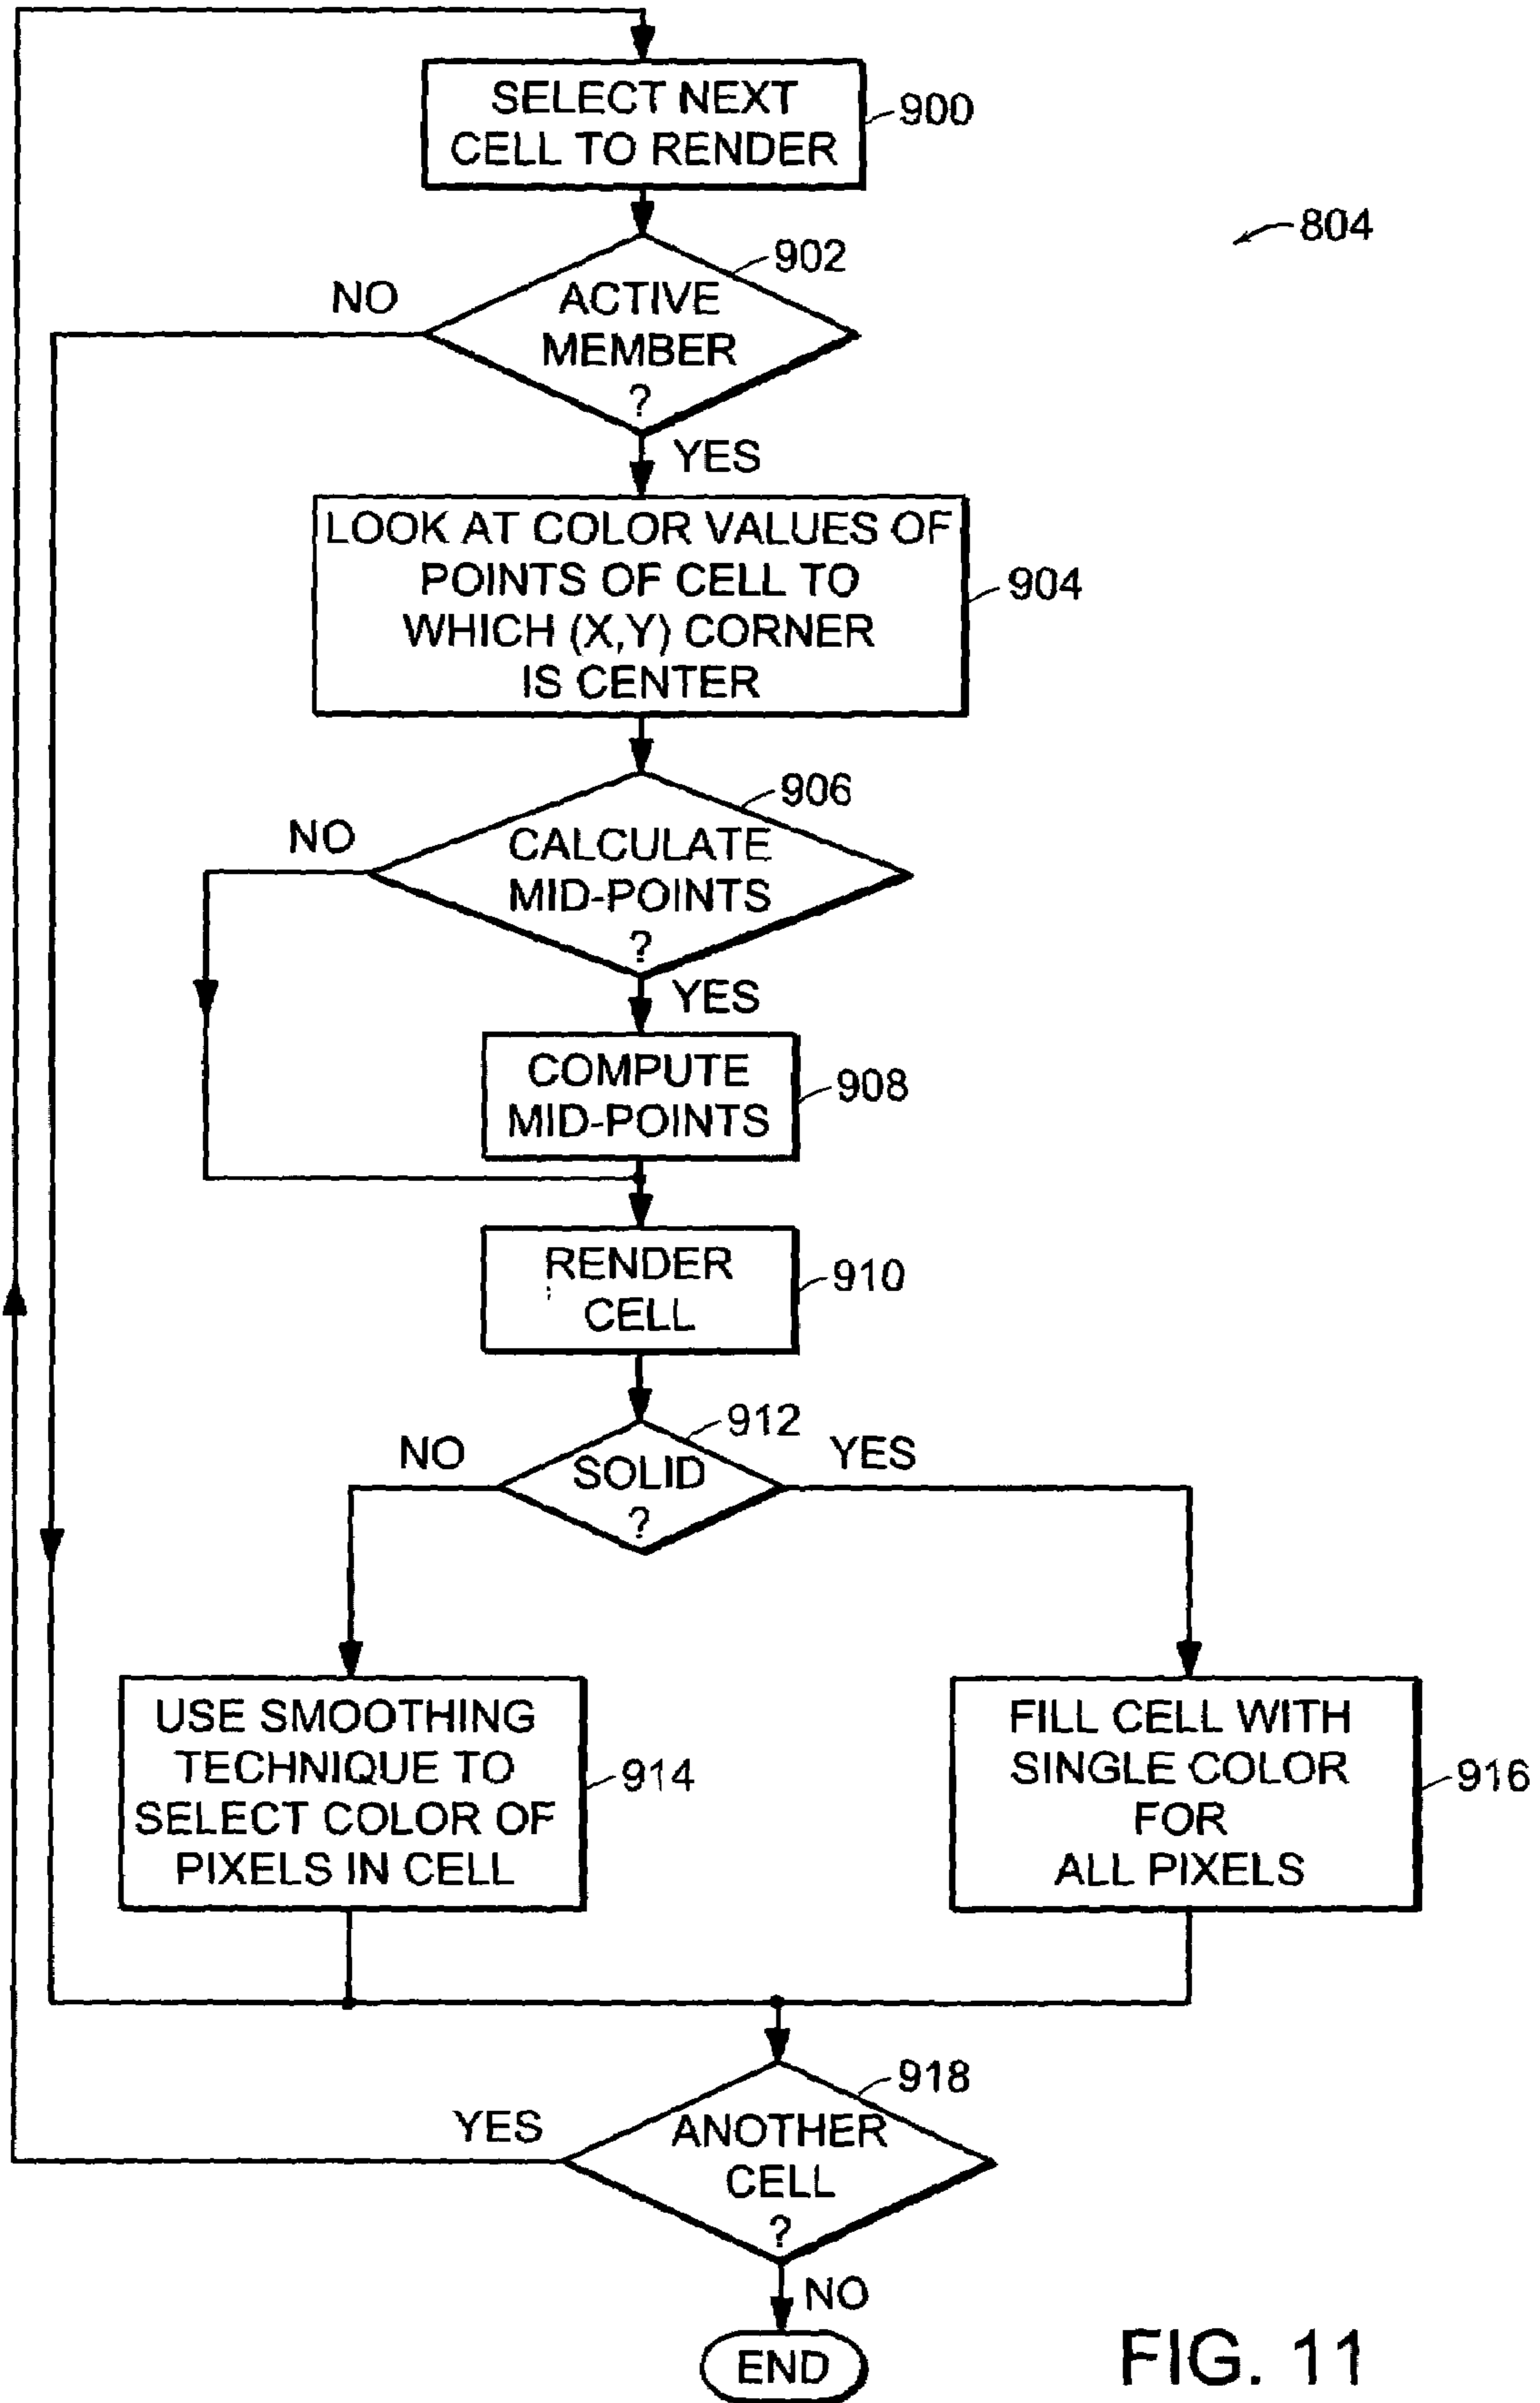 SELECT NEXT
CELL TO RENDER
900
804
902
NO
ACTIVE
MEMBER
?
YES
LOOK AT COLOR VALUES OF
POINTS OF CELL TO
WHICH (X,Y) CORNER
IS CENTER
904
906
NO
CALCULATE
MID-POINTS
?
YES
COMPUTE
MID-POINTS
908
RENDER
CELL
910
912
NO
SOLID
?
YES
USE SMOOTHING
TECHNIQUE TO
SELECT COLOR OF
PIXELS IN CELL
914
FILL CELL WITH
SINGLE COLOR
FOR
ALL PIXELS
916
918
YES
ANOTHER
CELL
?
NO
END
FIG. 11